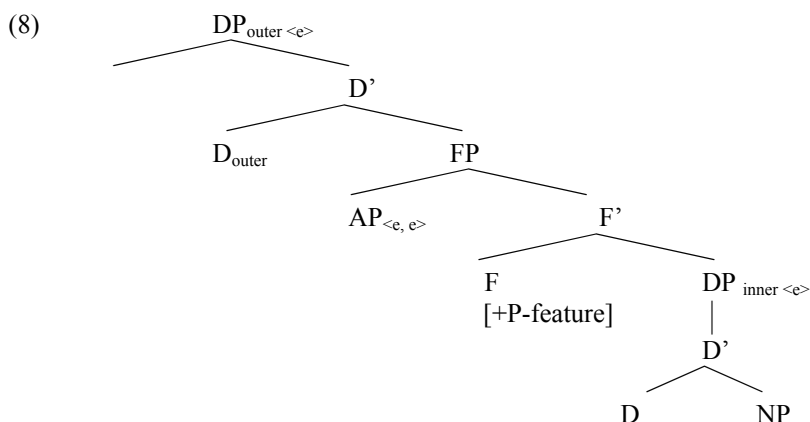 (8) DPouter <e>
D’
Douter FP
AP<e, e> F’
F DP inner <e>
[+P-feature]
D’
D NP